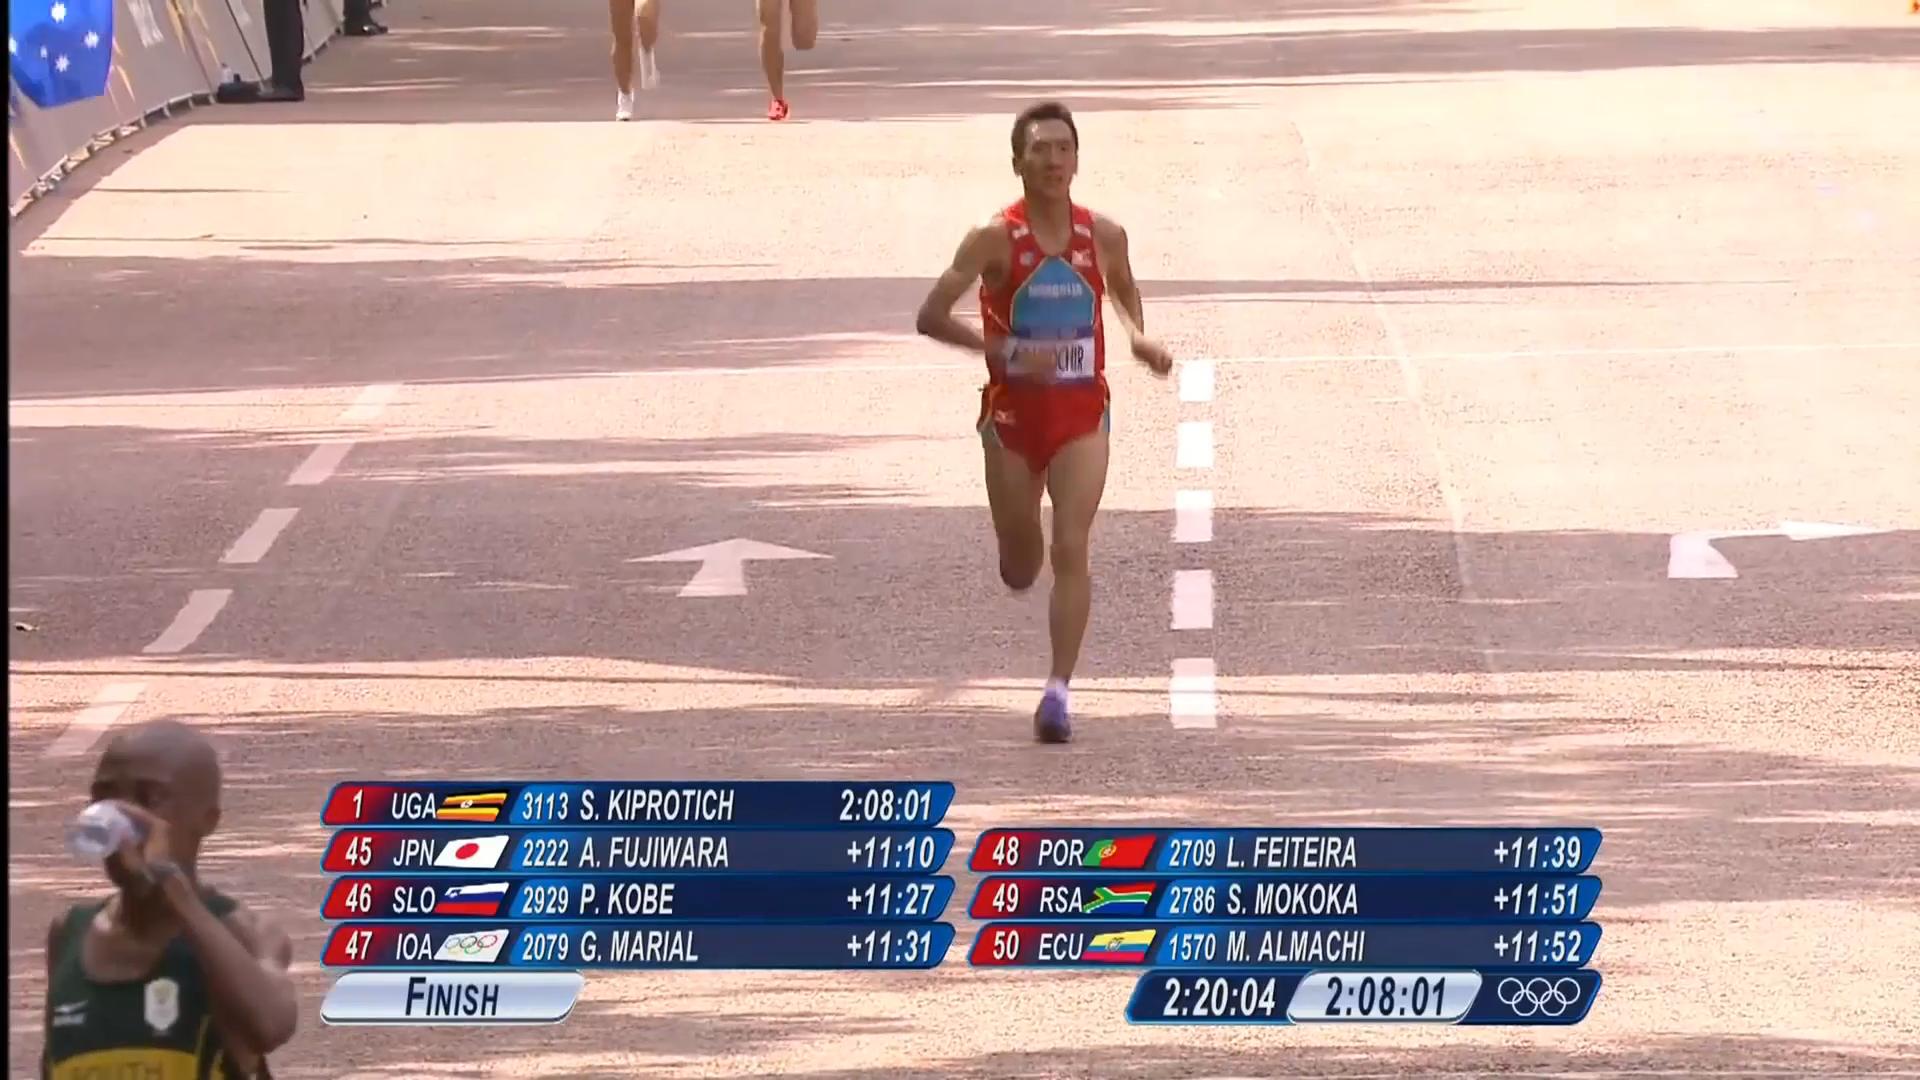 MONGOLIA
CHIR
1 UGA 3113 S. KIPROTICH 2:08:01
45 JPN 2222 A. FUJIWARA +11:10
46 SLO 2929 P. KOBE +11:27
47 IOA 2079 G. MARIAL +11:31
48 POR 2709 L. FEITEIRA +11:39
49 RSA 2786 S. MOKOKA +11:51
50 ECU 1570 M. ALMACHI +11:52
FINISH
2:20:04 2:08:01
SOUTH